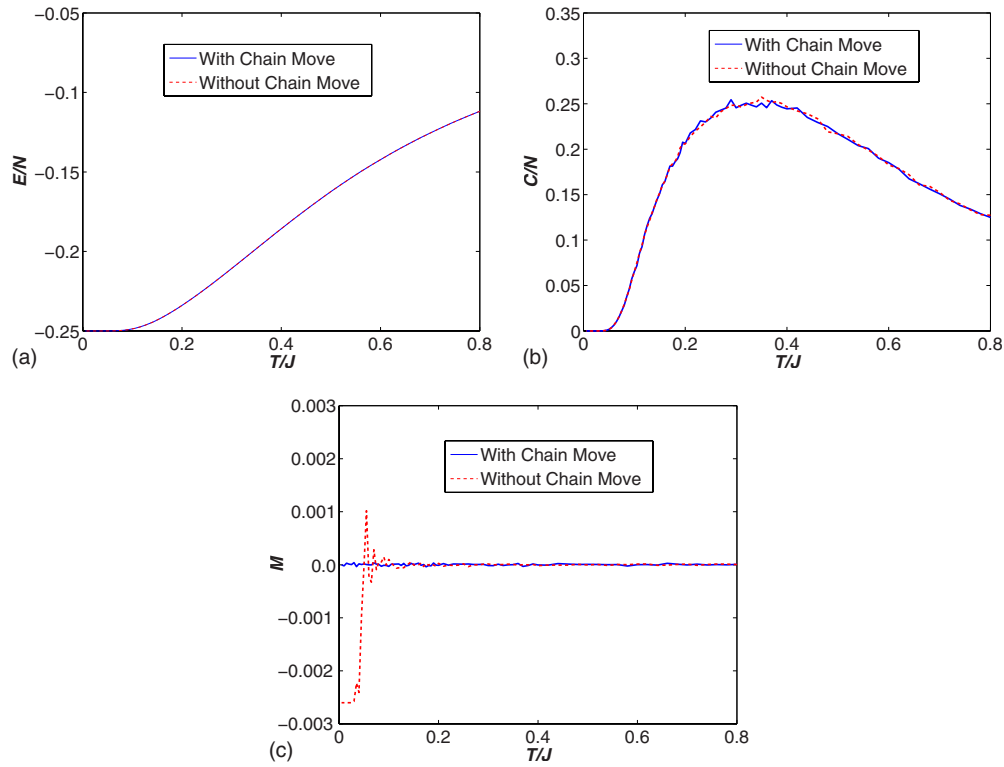 −0.05
−0.1
−0.15
−0.2
−0.25
E/N
With Chain Move
Without Chain Move
0.2
0.4
0.6
0.8
T/J
(a)
0.35
0.3
0.25
0.2
0.15
0.1
0.05
0
C/N
With Chain Move
Without Chain Move
0
0.2
0.4
0.6
0.8
T/J
(b)
0.003
0.002
0.001
0.0
−0.001
−0.002
−0.003
M
With Chain Move
Without Chain Move
0
0.2
0.4
0.6
0.8
T/J
(c)